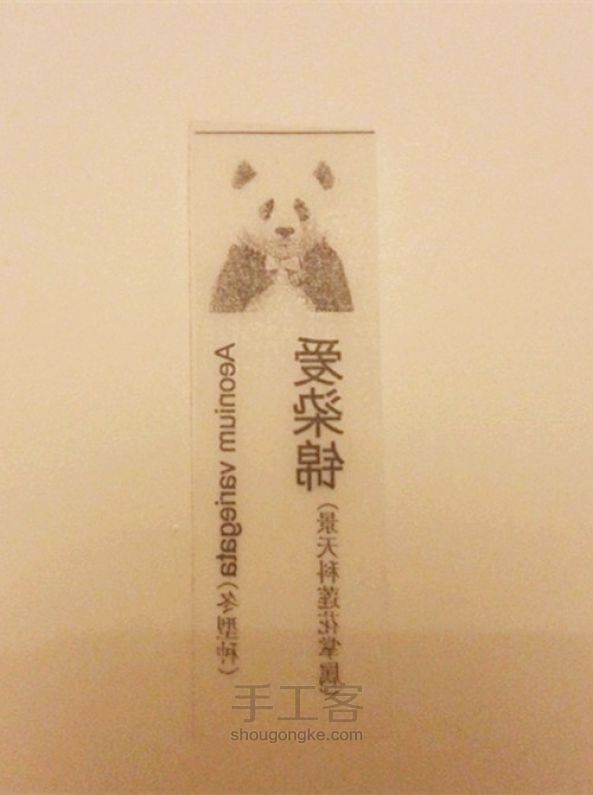 爱染锦(景天科莲花掌属)
Aeonium variegata(冬型种)
手工客
shougongke.com